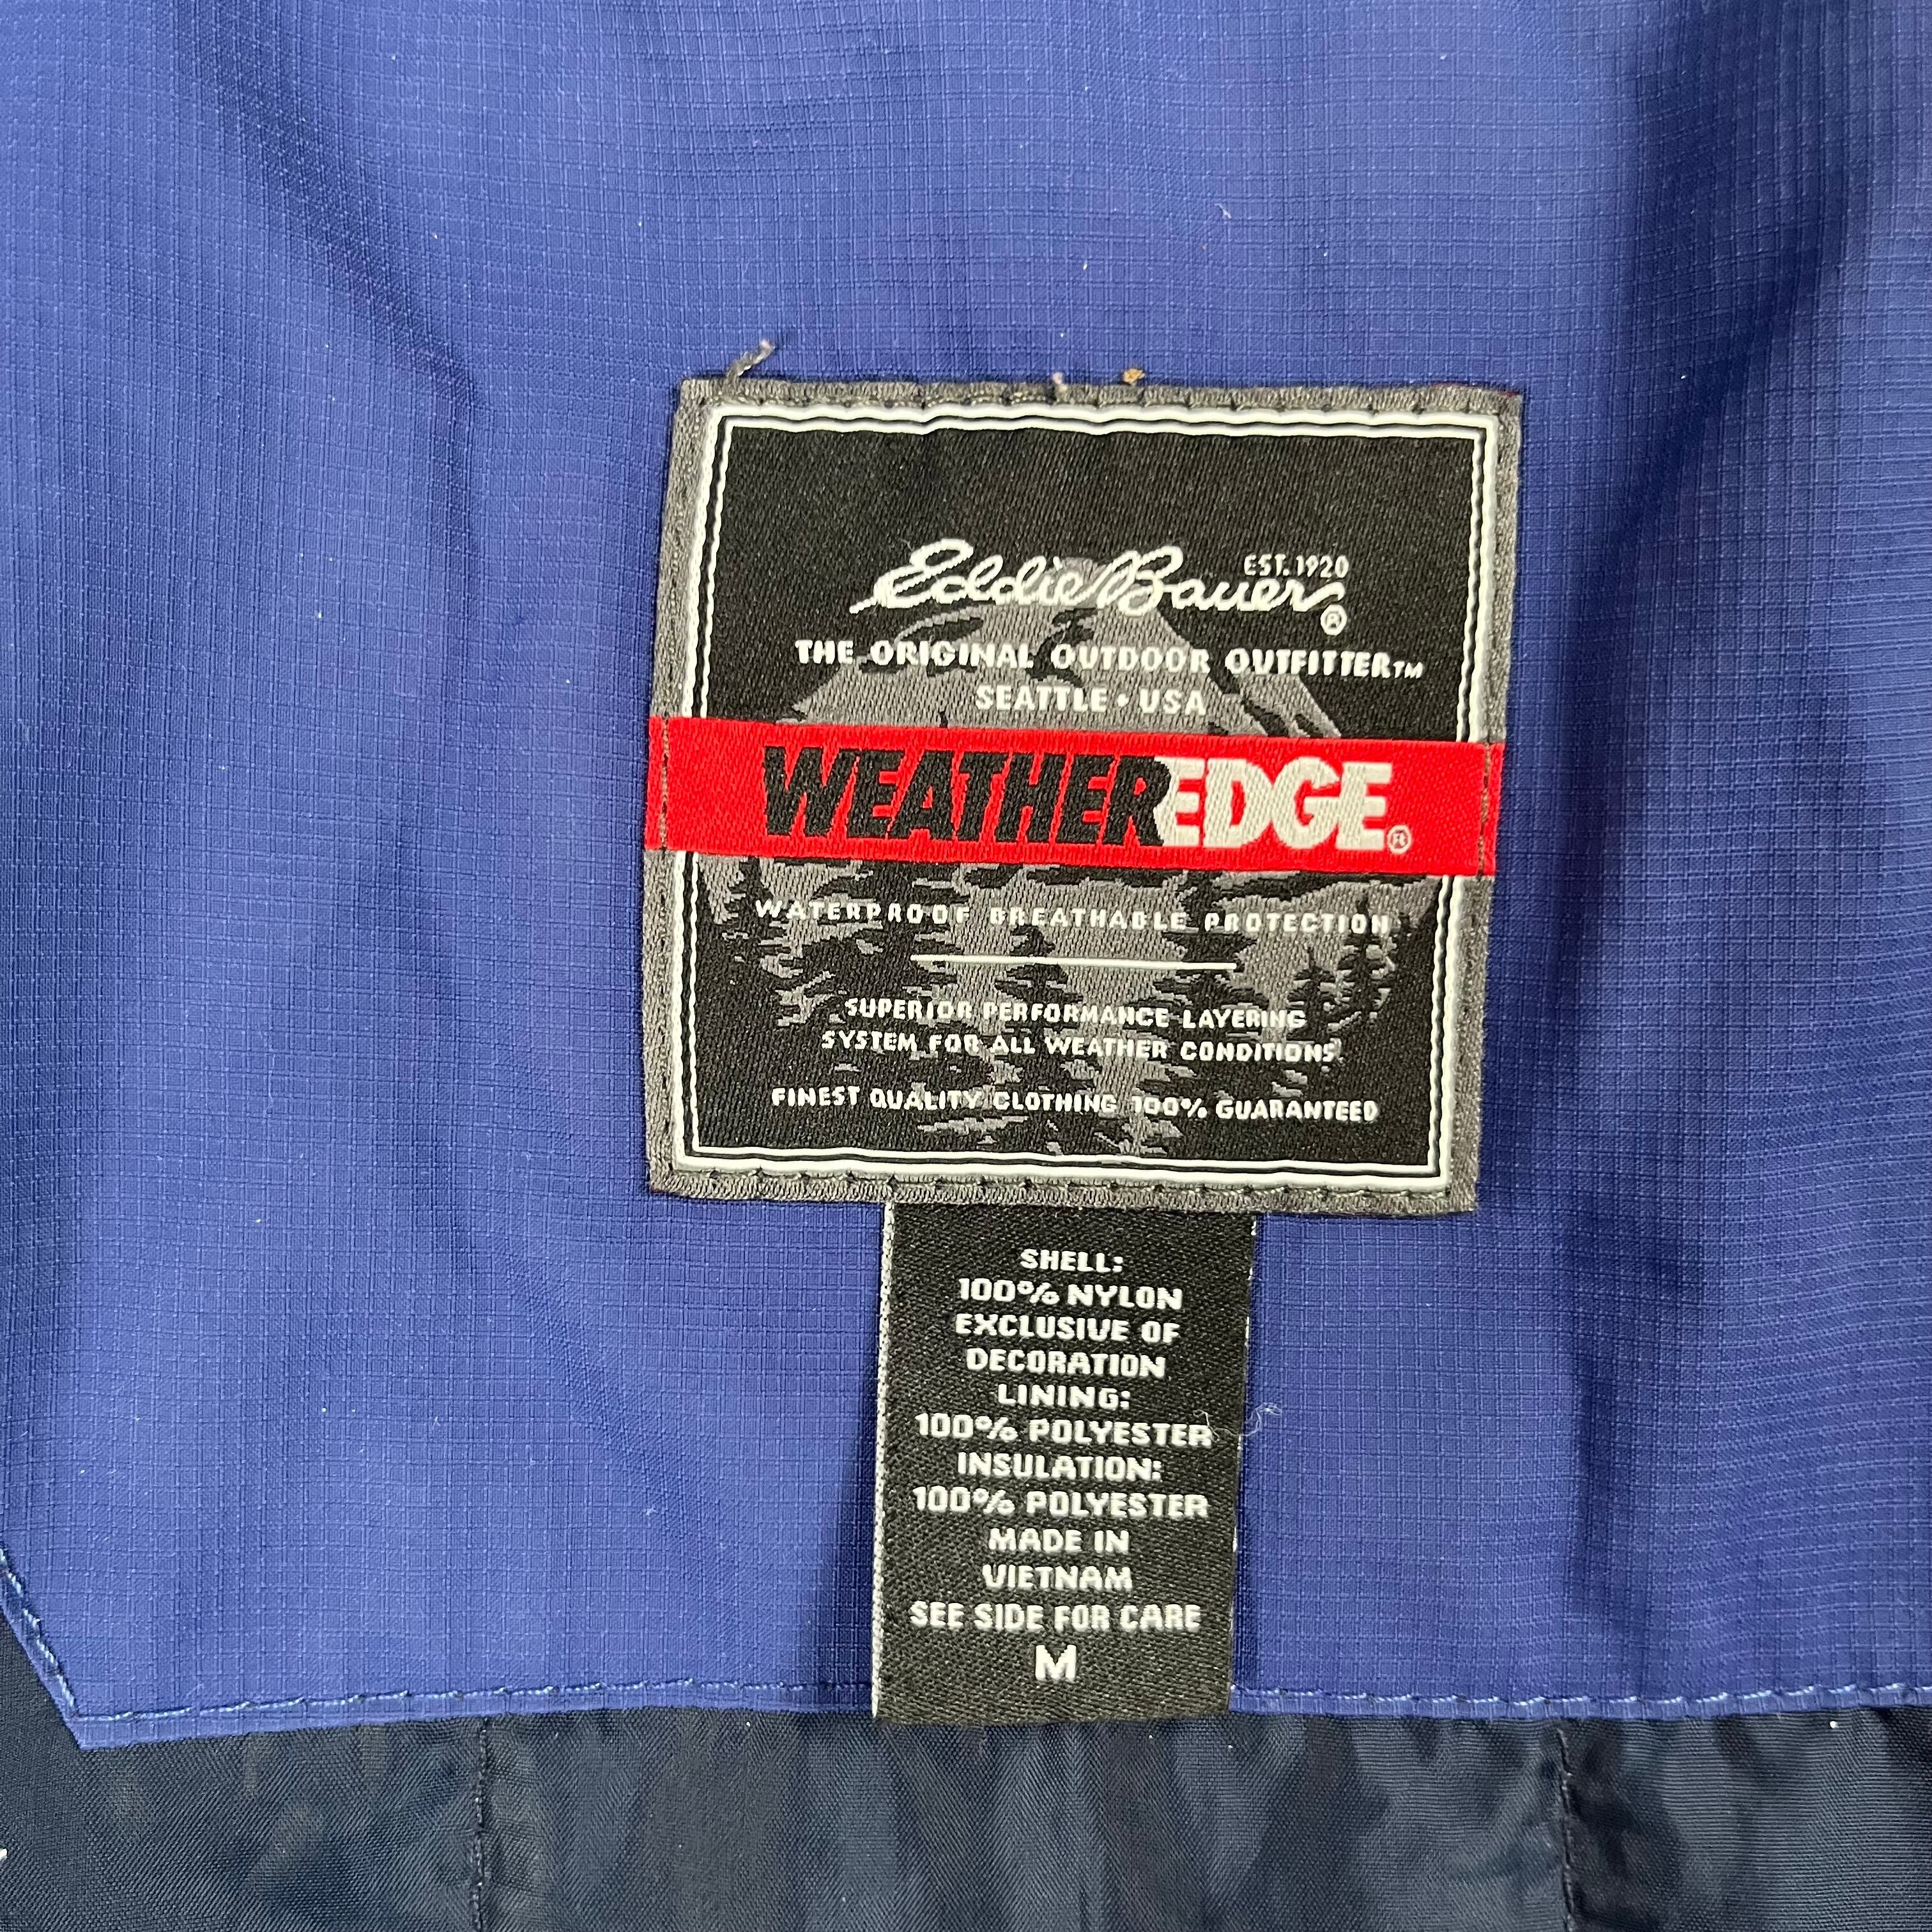 Eddie Bauer® EST. 1920
THE ORIGINAL OUTDOOR OUTFITTER™
SEATTLE • USA
WEATHEREDGE®
WATERPROOF BREATHABLE PROTECTION
SUPERIOR PERFORMANCE LAYERING
SYSTEM FOR ALL WEATHER CONDITIONS
FINEST QUALITY CLOTHING 100% GUARANTEED
SHELL:
100% NYLON
EXCLUSIVE OF
DECORATION
LINING:
100% POLYESTER
INSULATION:
100% POLYESTER
MADE IN
VIETNAM
SEE SIDE FOR CARE
M